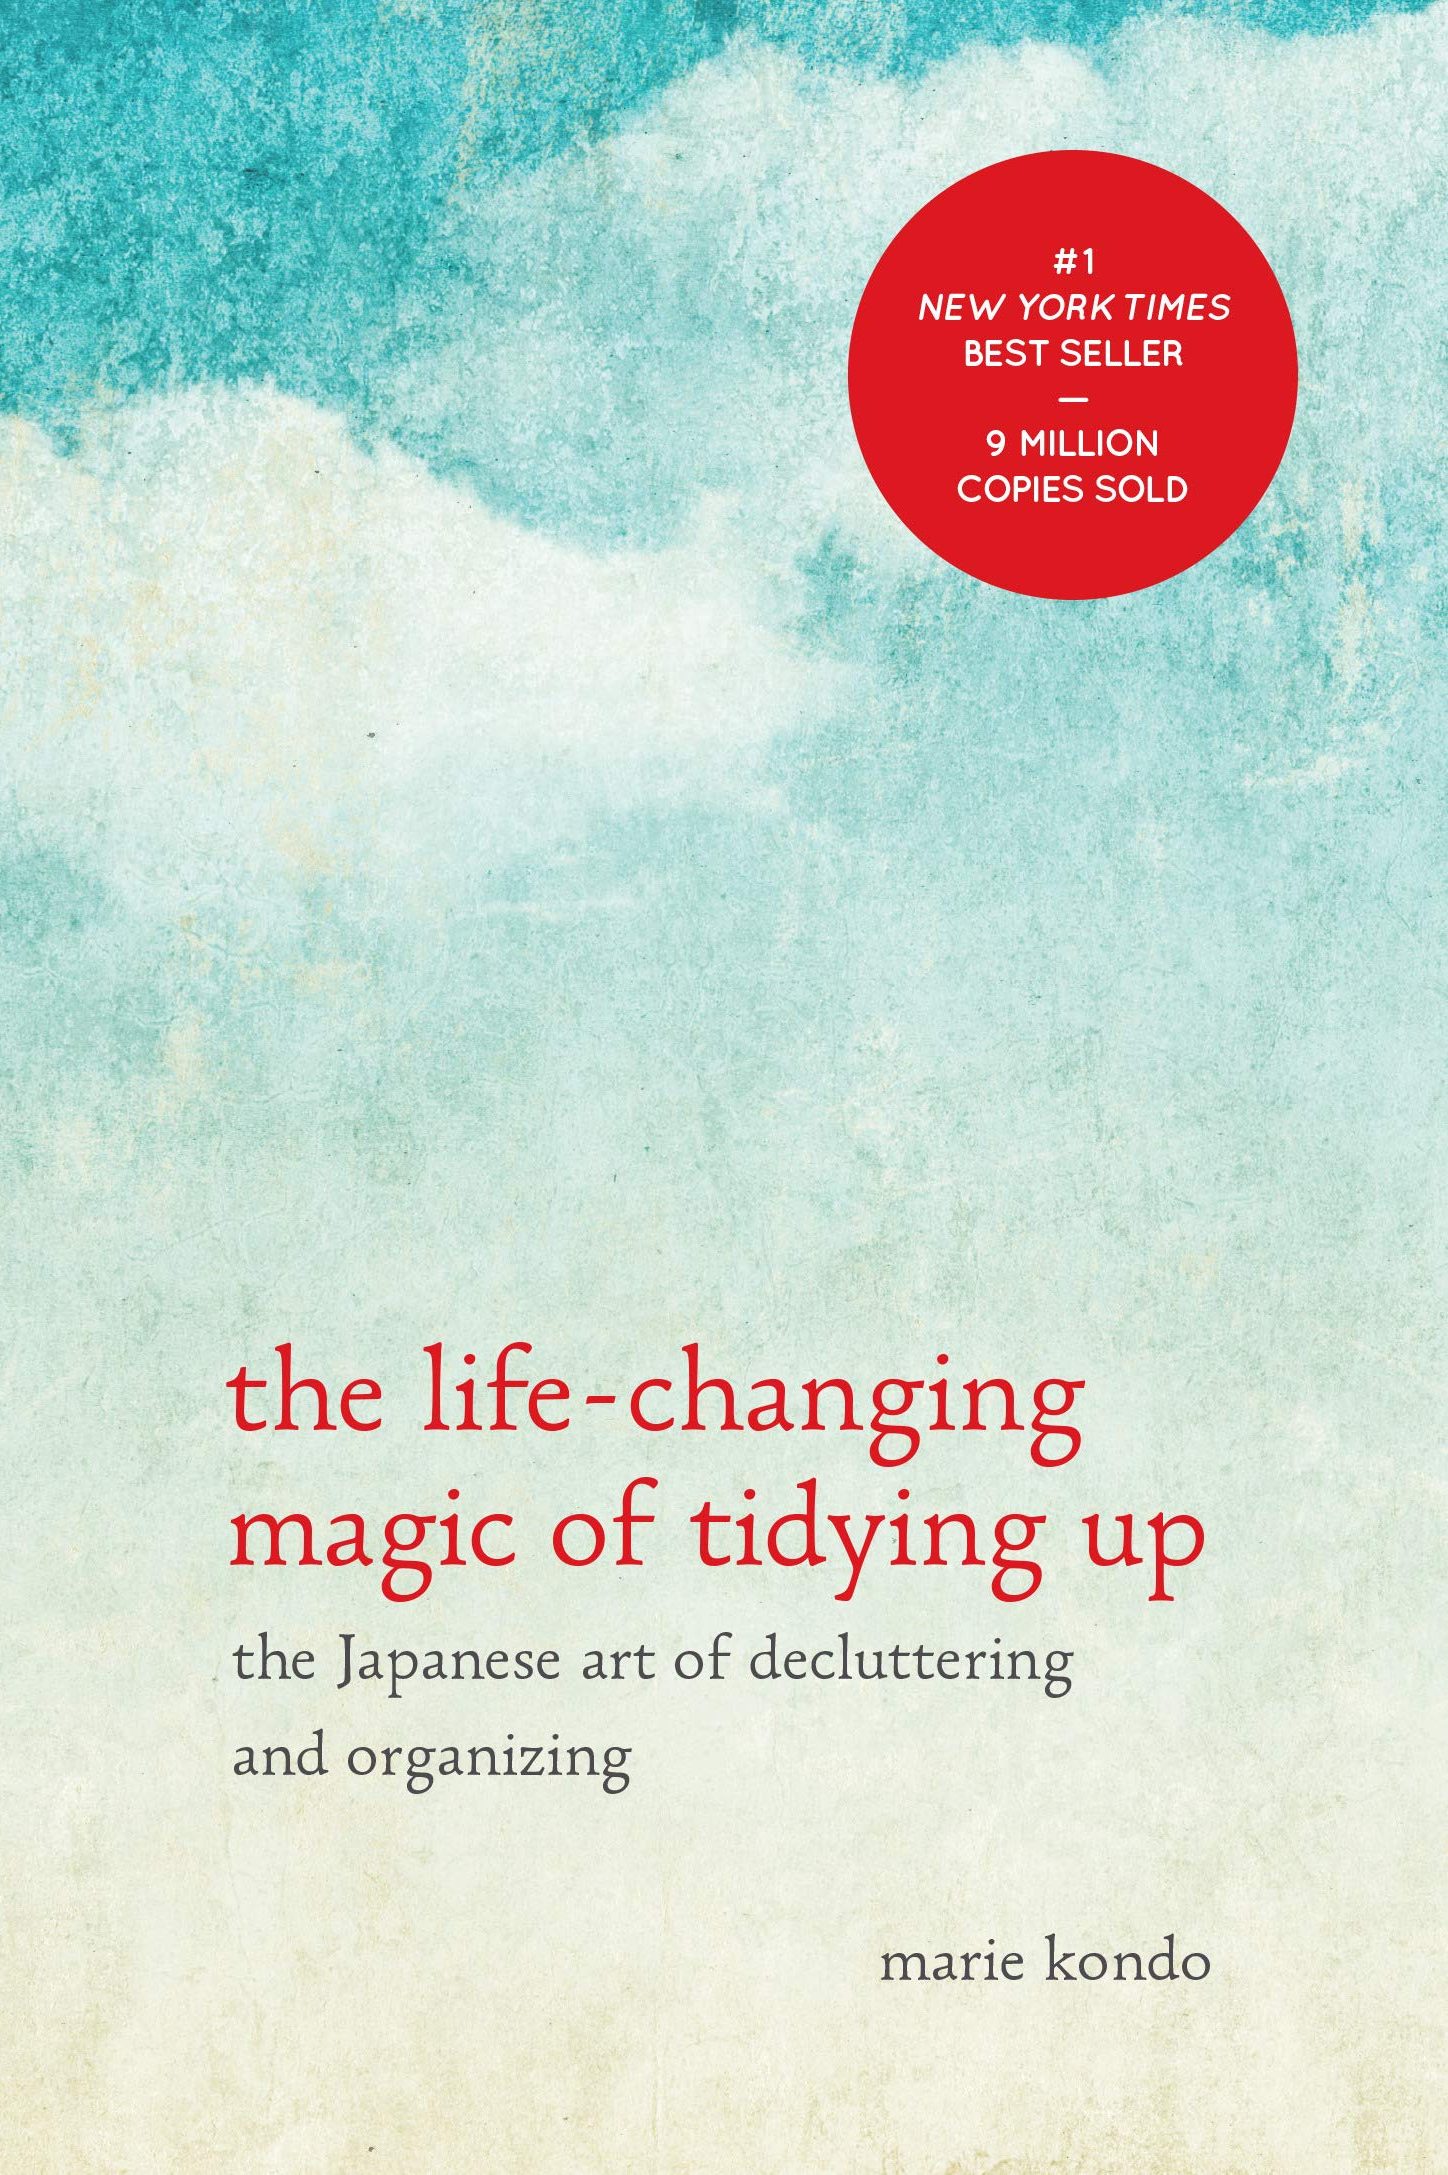 #1
NEW YORK TIMES
BEST SELLER
—
9 MILLION
COPIES SOLD
the life-changing
magic of tidying up
the Japanese art of decluttering
and organizing
marie kondo